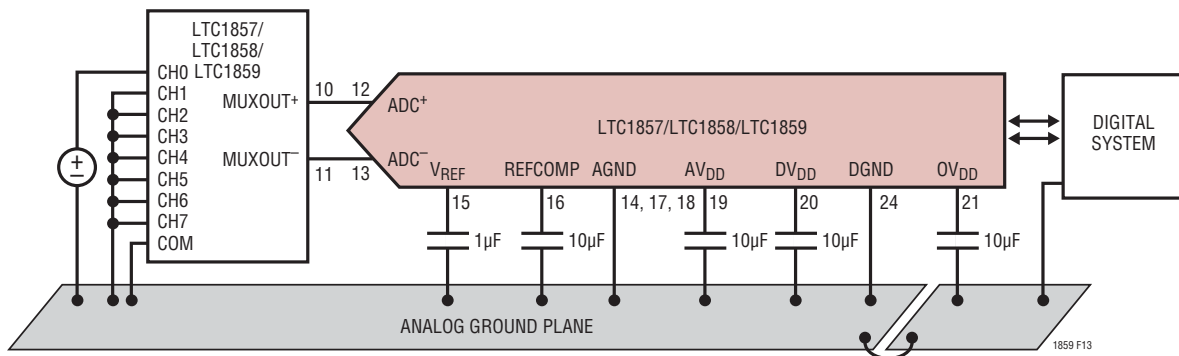 LTC1857/
LTC1858/
LTC1859
CH0
CH1
CH2
CH3
CH4
CH5
CH6
CH7
COM
MUXOUT+
MUXOUT–
10
11
12
13
ADC+
ADC–
LTC1857/LTC1858/LTC1859
VREF
REFCOMP
AGND
AVDD
DVDD
DGND
OVDD
15
16
14, 17, 18
19
20
24
21
1µF
10µF
10µF
10µF
10µF
DIGITAL
SYSTEM
ANALOG GROUND PLANE
1859 F13